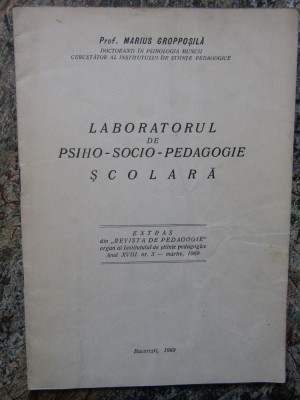 Prof. MARIUS GROPPOȘILĂ
DOCTORAND IN PSIHOLOGIA MUNCII
CERCETĂTOR AL INSTITUTULUI DE ȘTIINȚE PEDAGOGICE
LABORATORUL
DE
PSIHO-SOCIO-PEDAGOGIE
ȘCOLARĂ
EXTRAS
din „REVISTA DE PEDAGOGIE"
organ al Institutului de științe pedagogice
Anul XVIII nr. 3 — martie, 1969
București, 1969